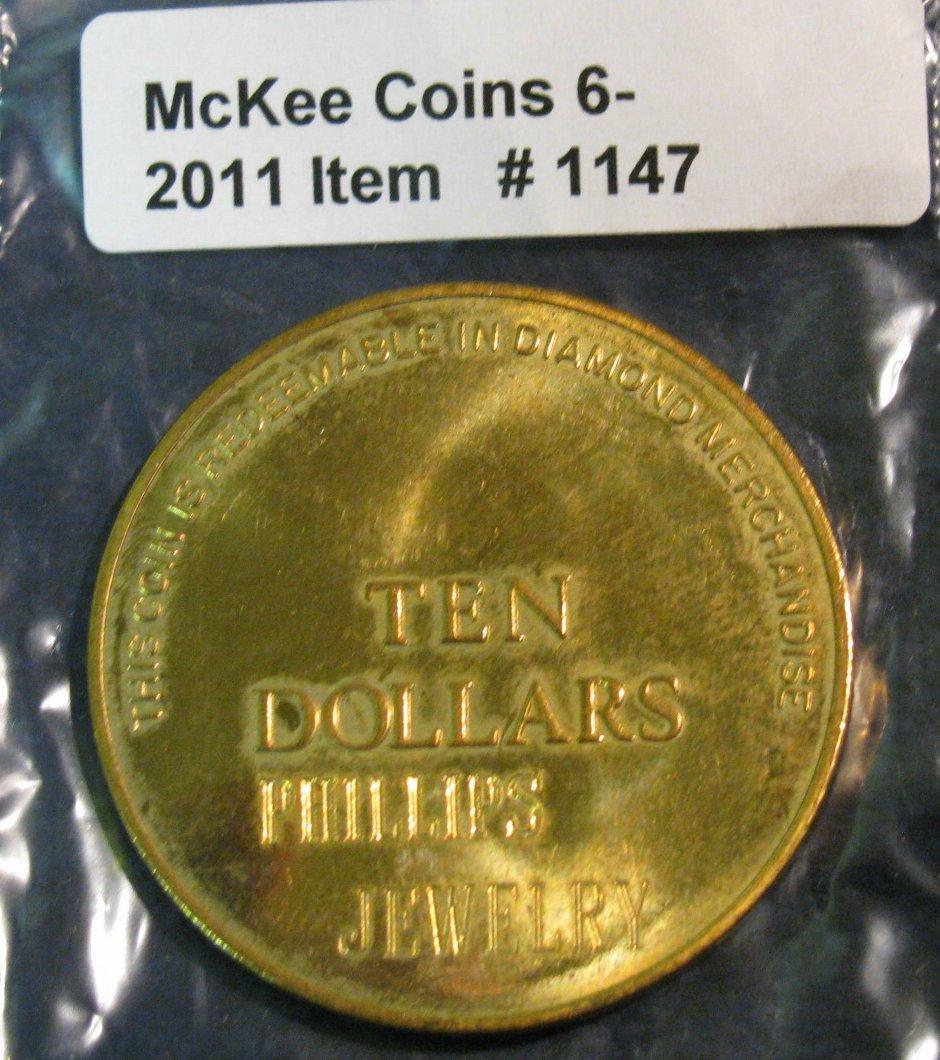 McKee Coins 6-
2011 Item # 1147
THIS COIN IS REDEEMABLE IN DIAMOND MERCHANDISE
TEN
DOLLARS
PHILLIPS
JEWELRY